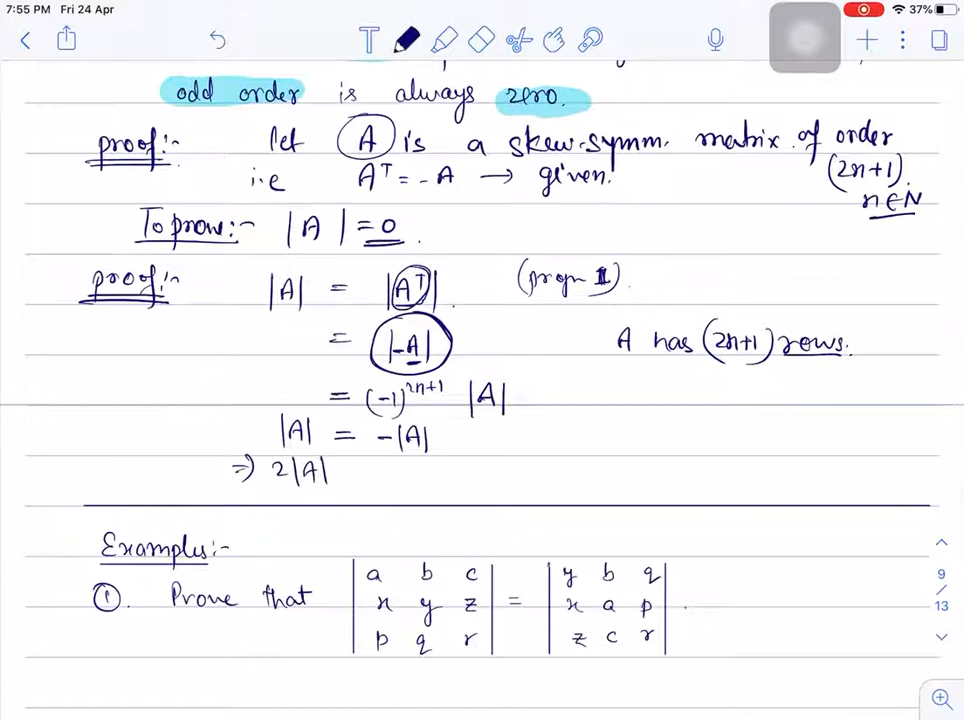 7:55 PM Fri 24 Apr 37%
odd order is always zero.
proof:- let A is a skew-symm. matrix of order (2n+1).
i.e A^T = -A → given. n ∈ N
To prove:- |A| = 0.
proof:- |A| = |A^T|. (propn 1).
= |-A| A has (2n+1) rows.
= (-1)^2n+1 |A|
|A| = -|A|
⇒ 2|A|
Examples:-
①. Prove that | a b c | = | y b q | .
| x y z | | x a p |
| p q r | | z c r |
9
/
13